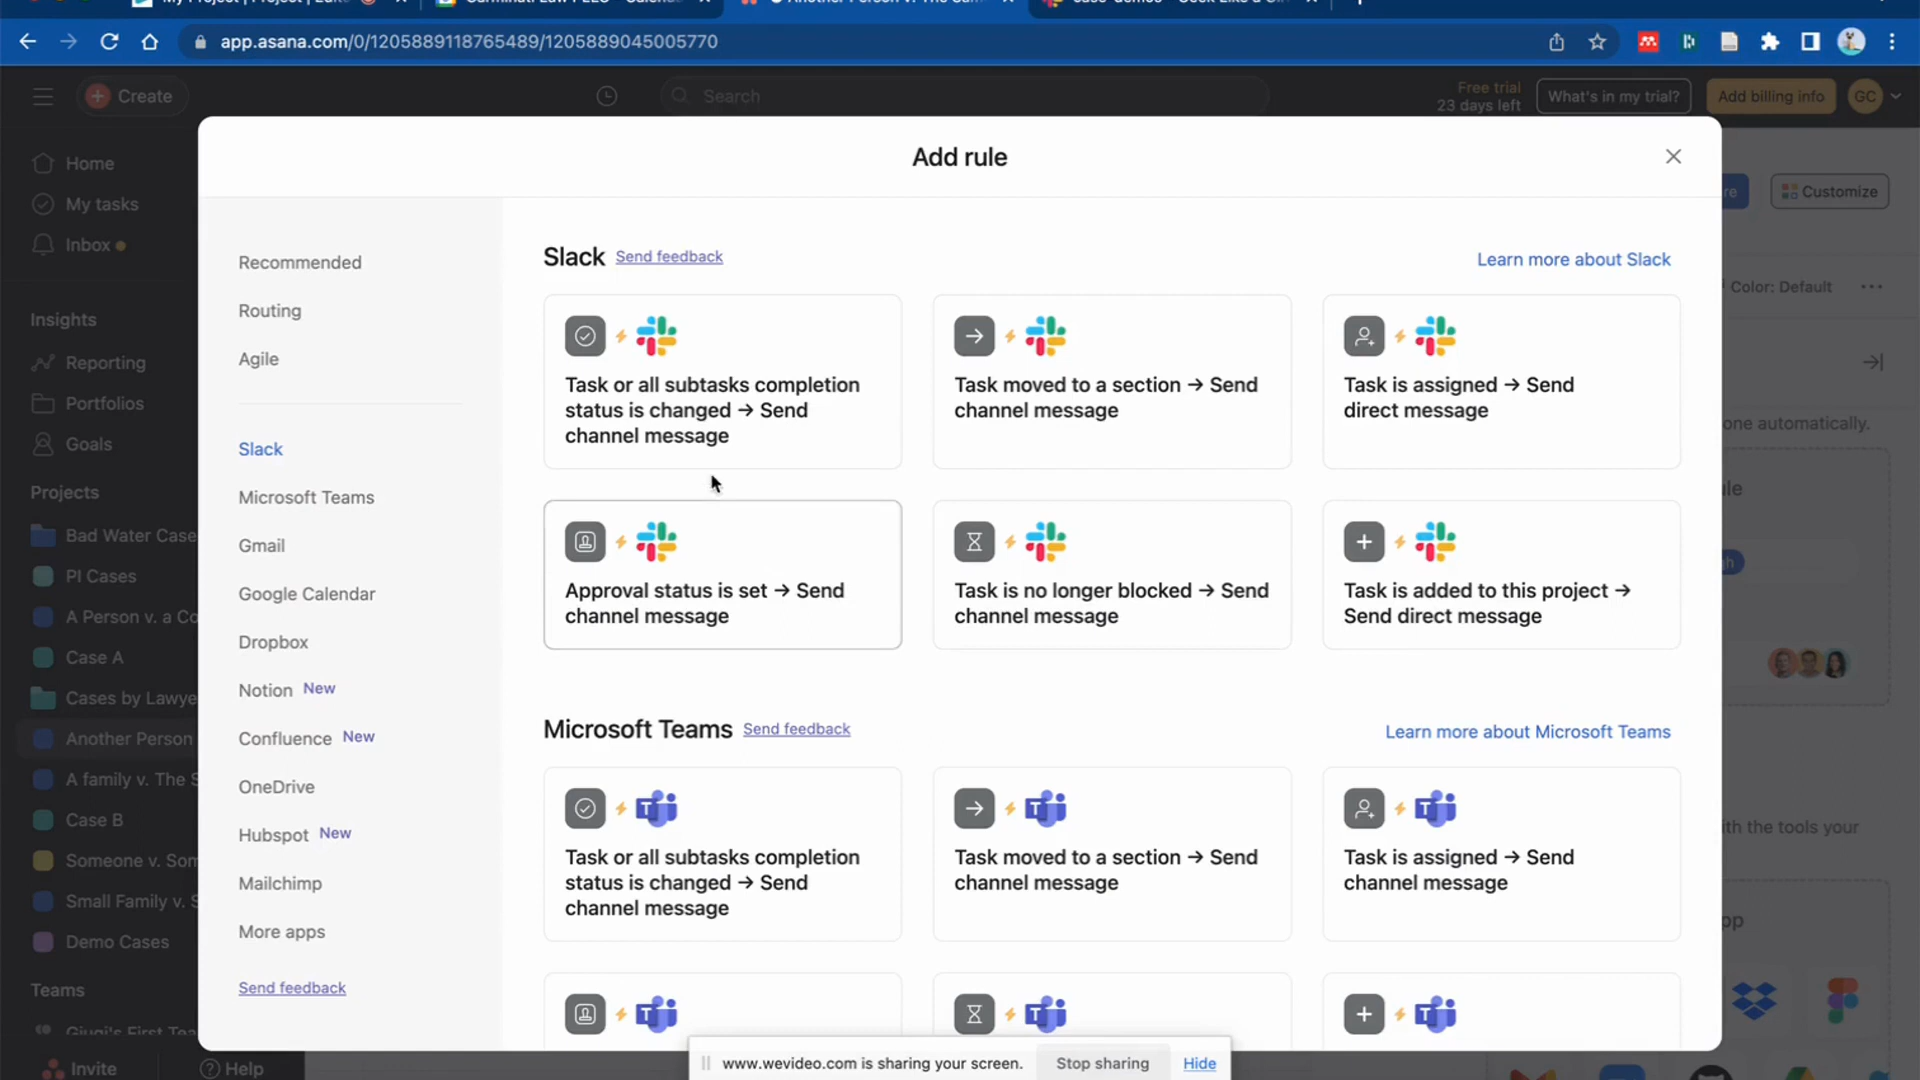 app.asana.com/0/1205889118765489/1205889045005770
Create
Search
Free trial
23 days left
What's in my trial?
Add billing info
GC
Home
My tasks
Inbox
Insights
Reporting
Portfolios
Goals
Projects
Bad Water Case
PI Cases
A Person v. a Co
Case A
Cases by Lawye
Another Person
A family v. The S
Case B
Someone v. Som
Small Family v. S
Demo Cases
Teams
Giugi's First Tea
Invite
Help
Add rule
Recommended
Routing
Agile
Slack
Microsoft Teams
Gmail
Google Calendar
Dropbox
Notion New
Confluence New
OneDrive
Hubspot New
Mailchimp
More apps
Send feedback
Slack Send feedback
Learn more about Slack
Task or all subtasks completion
status is changed → Send
channel message
Task moved to a section → Send
channel message
Task is assigned → Send
direct message
Approval status is set → Send
channel message
Task is no longer blocked → Send
channel message
Task is added to this project →
Send direct message
Microsoft Teams Send feedback
Learn more about Microsoft Teams
Task or all subtasks completion
status is changed → Send
channel message
Task moved to a section → Send
channel message
Task is assigned → Send
channel message
Customize
Color: Default
one automatically.
ith the tools your
www.wevideo.com is sharing your screen.
Stop sharing
Hide